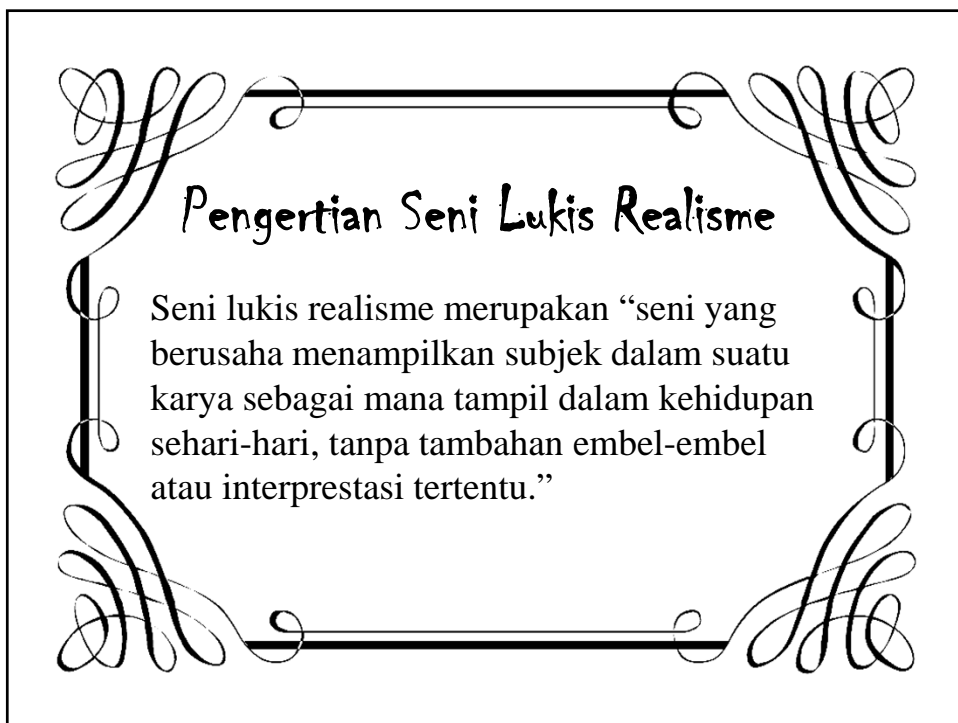 Pengertian Seni Lukis Realisme
Seni lukis realisme merupakan “seni yang
berusaha menampilkan subjek dalam suatu
karya sebagai mana tampil dalam kehidupan
sehari-hari, tanpa tambahan embel-embel
atau interprestasi tertentu.”